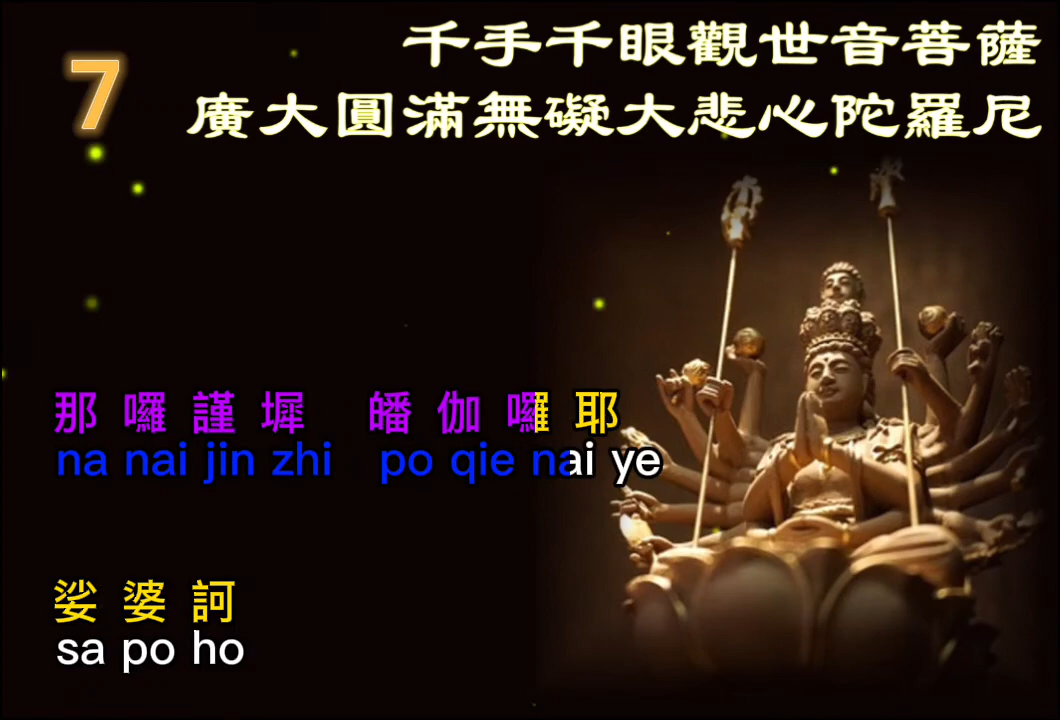 7
千手千眼觀世音菩薩
廣大圓滿無礙大悲心陀羅尼
那囉謹墀 皤伽囉耶
na nai jin zhi po qie nai ye
娑婆訶
sa po ho